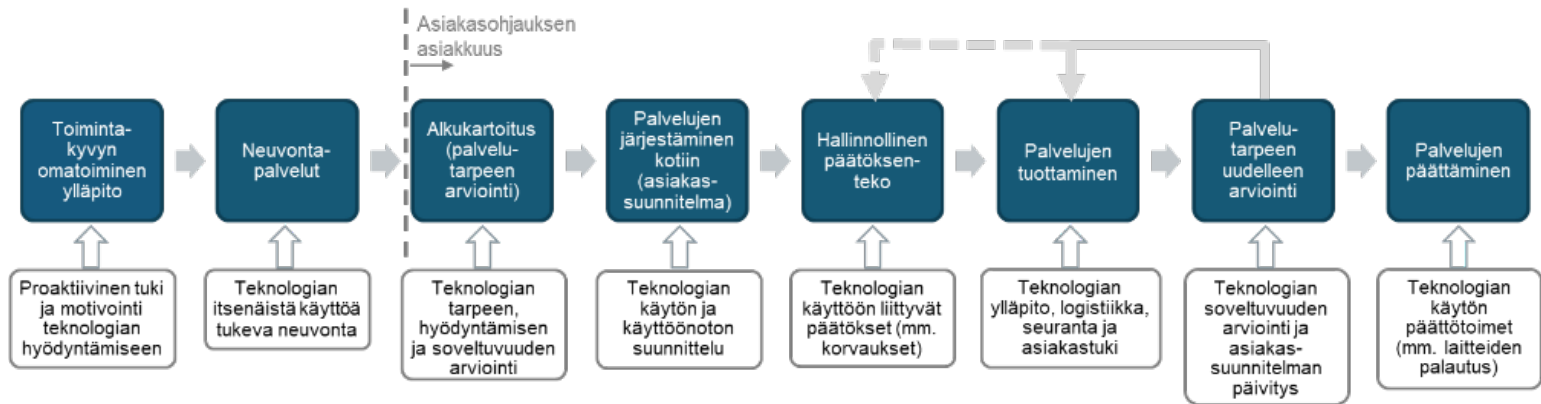 Asiakasohjauksen
asiakkuus
Toiminta-
kyvyn
omatoiminen
ylläpito
Neuvonta-
palvelut
Alkukartoitus
(palvelu-
tarpeen
arviointi)
Palvelujen
järjestäminen
kotiin
(asiakas-
suunnitelma)
Hallinnollinen
päätöksen-
teko
Palvelujen
tuottaminen
Palvelu-
tarpeen
uudelleen
arviointi
Palvelujen
päättäminen
Proaktiivinen tuki
ja motivointi
teknologian
hyödyntämiseen
Teknologian
itsenäistä käyttöä
tukeva neuvonta
Teknologian
tarpeen,
hyödyntämisen
ja soveltuvuuden
arviointi
Teknologian
käytön ja
käyttöönoton
suunnittelu
Teknologian
käyttöön liittyvät
päätökset (mm.
korvaukset)
Teknologian
ylläpito, logistiikka,
seuranta ja
asiakastuki
Teknologian
soveltuvuuden
arviointi ja
asiakas-
suunnitelman
päivitys
Teknologian
käytön
päättötoimet
(mm. laitteiden
palautus)